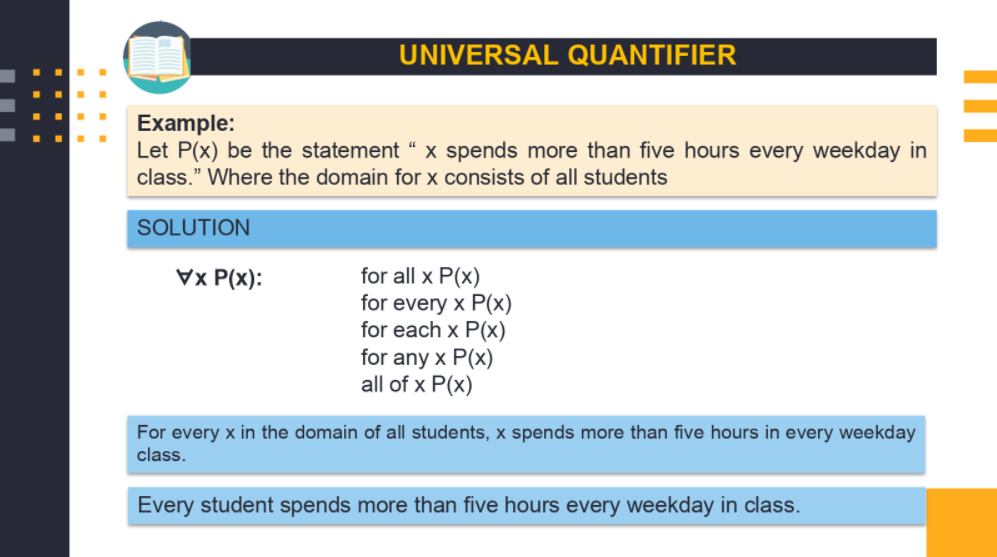 UNIVERSAL QUANTIFIER
Example:
Let P(x) be the statement “ x spends more than five hours every weekday in
class.” Where the domain for x consists of all students
SOLUTION
∀x P(x):
for all x P(x)
for every x P(x)
for each x P(x)
for any x P(x)
all of x P(x)
For every x in the domain of all students, x spends more than five hours in every weekday
class.
Every student spends more than five hours every weekday in class.